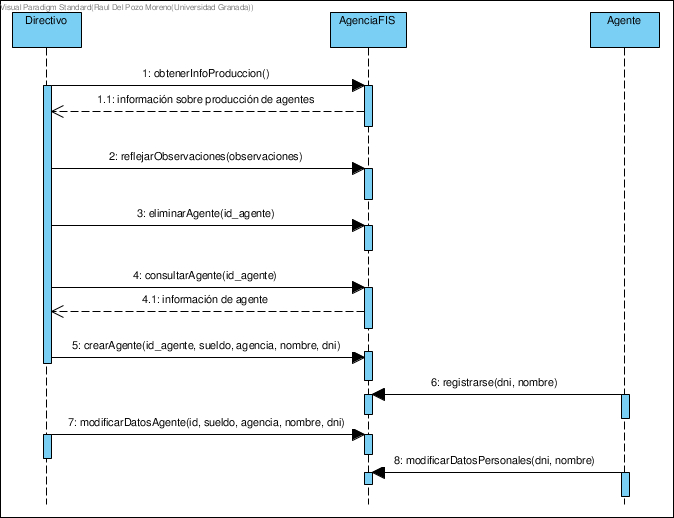 Visual Paradigm Standard(Raul Del Pozo Moreno(Universidad Granada))
Directivo
AgenciaFIS
Agente
1: obtenerInfoProduccion()
1.1: información sobre producción de agentes
2: reflejarObservaciones(observaciones)
3: eliminarAgente(id_agente)
4: consultarAgente(id_agente)
4.1: información de agente
5: crearAgente(id_agente, sueldo, agencia, nombre, dni)
6: registrarse(dni, nombre)
7: modificarDatosAgente(id, sueldo, agencia, nombre, dni)
8: modificarDatosPersonales(dni, nombre)